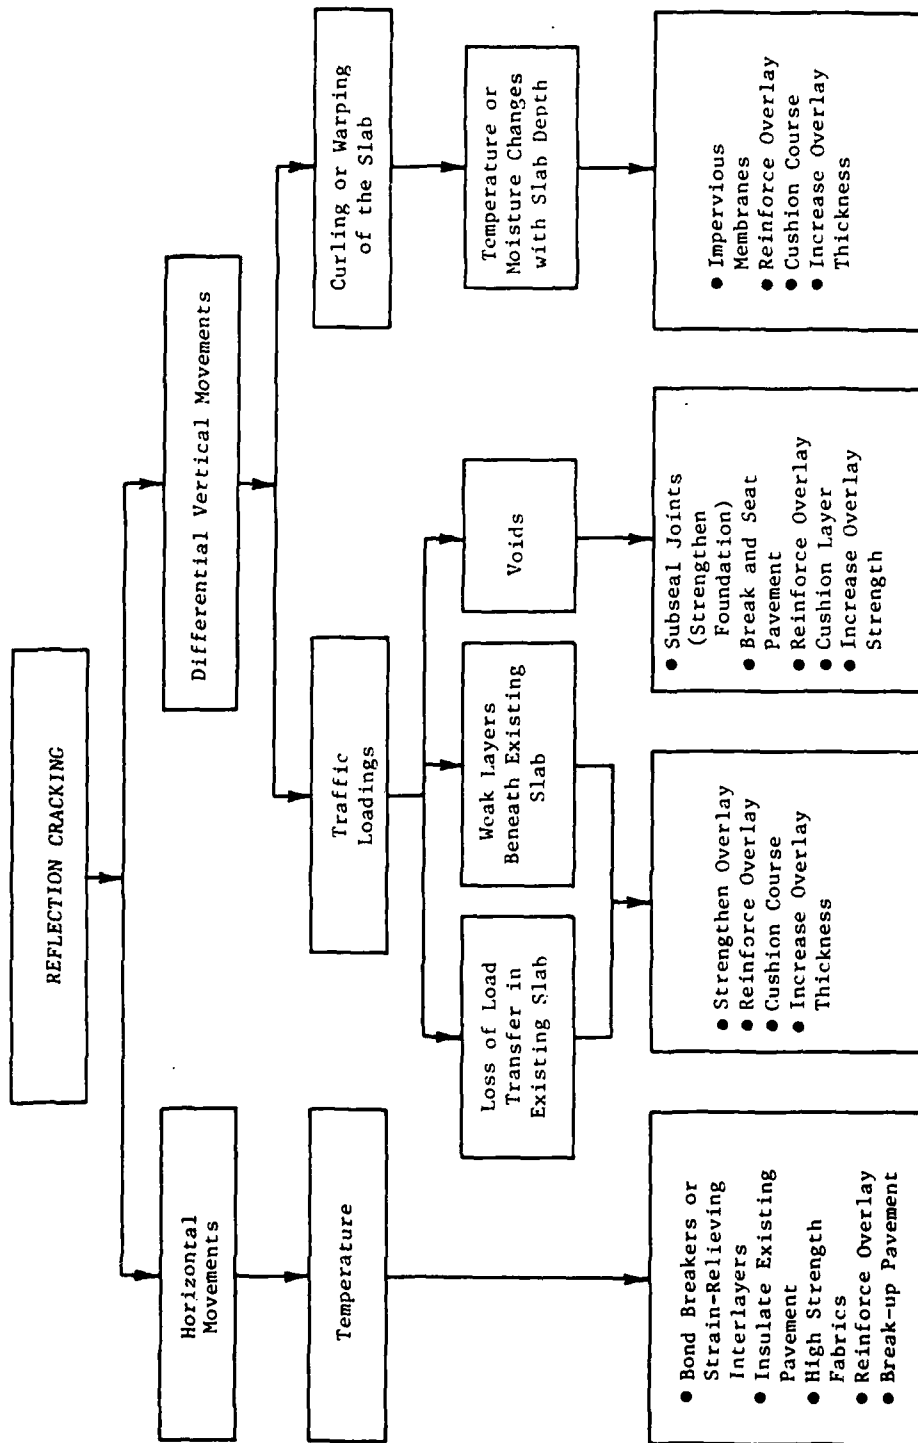 REFLECTION CRACKING
Horizontal
Movements
Differential Vertical Movements
Temperature
Traffic
Loadings
Curling or Warping
of the Slab
Loss of Load
Transfer in
Existing Slab
Weak Layers
Beneath Existing
Slab
Voids
Temperature or
Moisture Changes
with Slab Depth
● Bond Breakers or
Strain-Relieving
Interlayers
● Insulate Existing
Pavement
● High Strength
Fabrics
● Reinforce Overlay
● Break-up Pavement
● Strengthen Overlay
● Reinforce Overlay
● Cushion Course
● Increase Overlay
Thickness
● Subseal Joints
(Strengthen
Foundation)
● Break and Seat
Pavement
● Reinforce Overlay
● Cushion Layer
● Increase Overlay
Strength
● Impervious
Membranes
● Reinforce Overlay
● Cushion Course
● Increase Overlay
Thickness